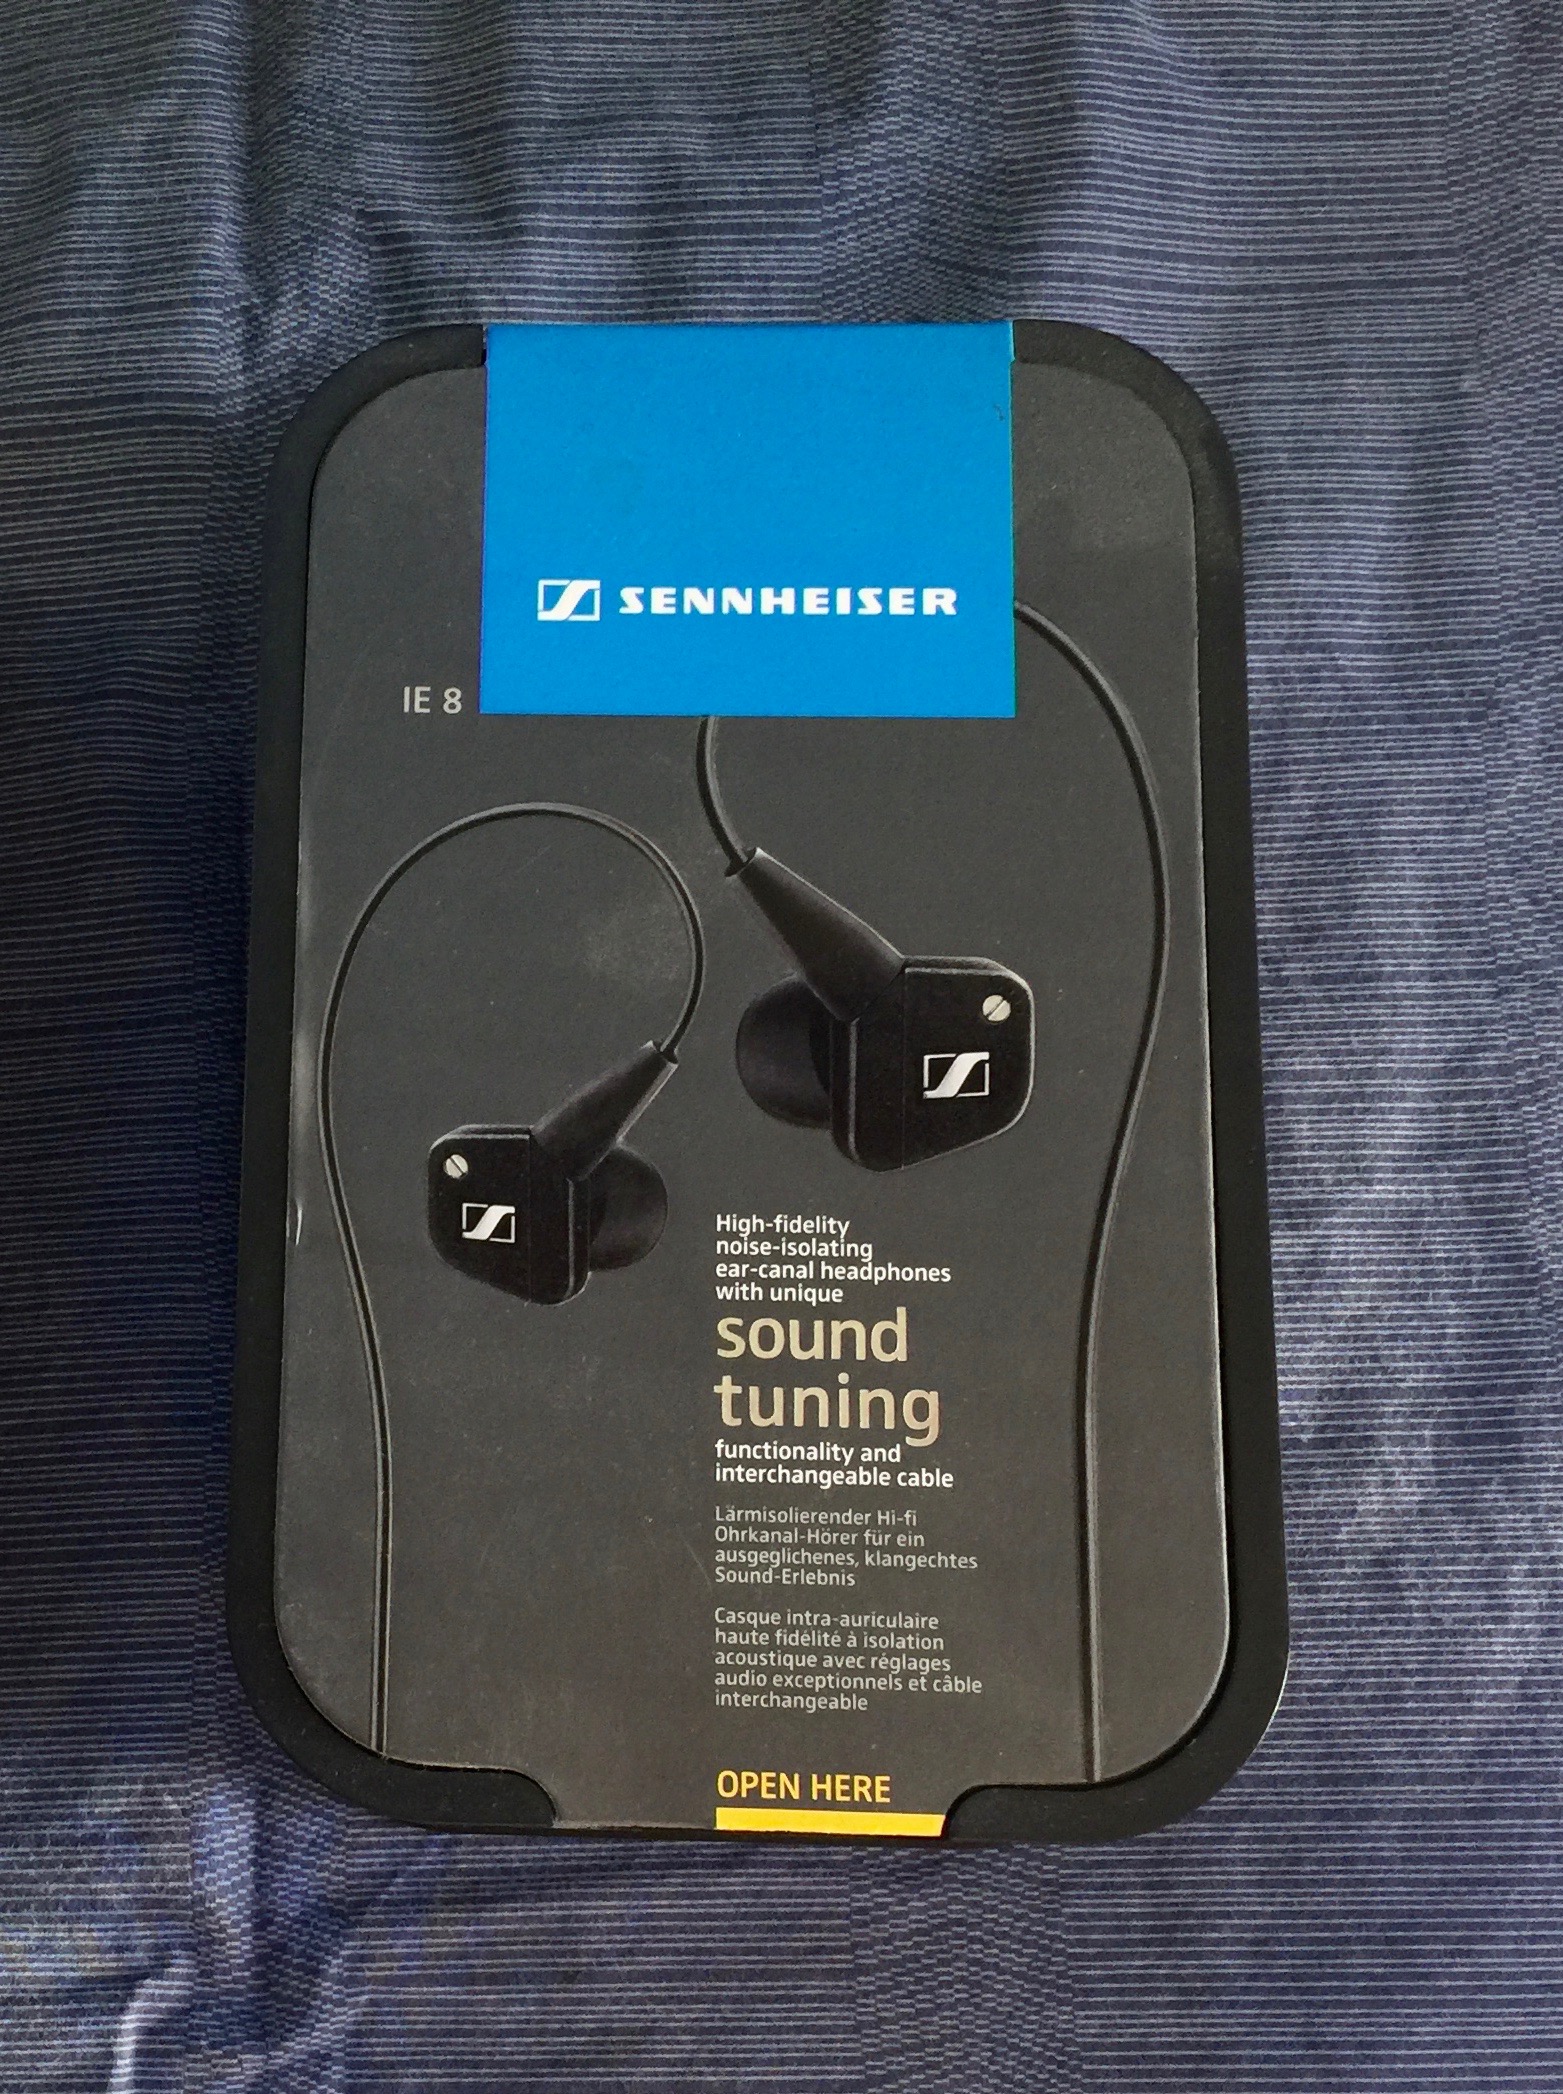 SENNHEISER
IE 8
High-fidelity
noise-isolating
ear-canal headphones
with unique
sound
tuning
functionality and
interchangeable cable
Lärmisolierender Hi-fi
Ohrkanal-Hörer für ein
ausgeglichenes, klangechtes
Sound-Erlebnis
Casque intra-auriculaire
haute fidélité à isolation
acoustique avec réglages
audio exceptionnels et câble
interchangeable
OPEN HERE